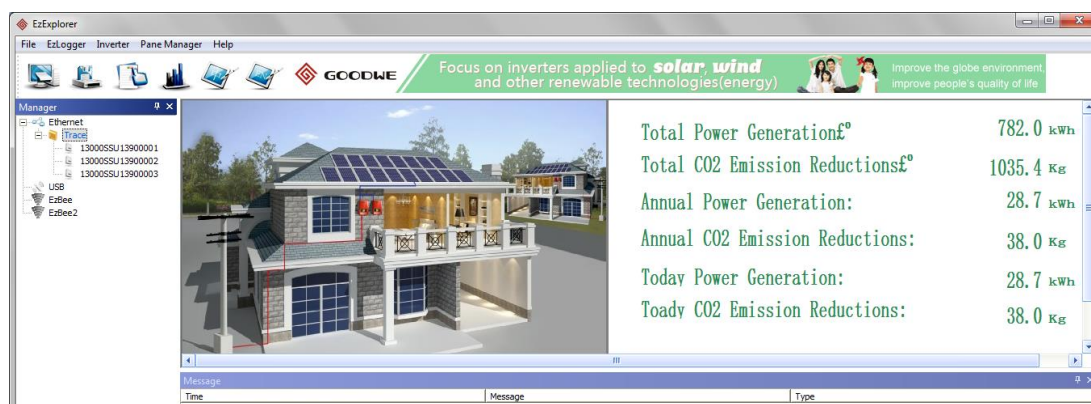 EzExplorer
File EzLogger Inverter Pane Manager Help
GOODWE
Focus on inverters applied to solar, wind
and other renewable technologies(energy)
Improve the globe environment,
improve people's quality of life
Manager
Ethernet
Trace
13000SSU13900001
13000SSU13900002
13000SSU13900003
USB
EzBee
EzBee2
Total Power Generation£º 782.0 kWh
Total CO2 Emission Reductions£º 1035.4 Kg
Annual Power Generation: 28.7 kWh
Annual CO2 Emission Reductions: 38.0 Kg
Today Power Generation: 28.7 kWh
Toady CO2 Emission Reductions: 38.0 Kg
Message
Time Message Type